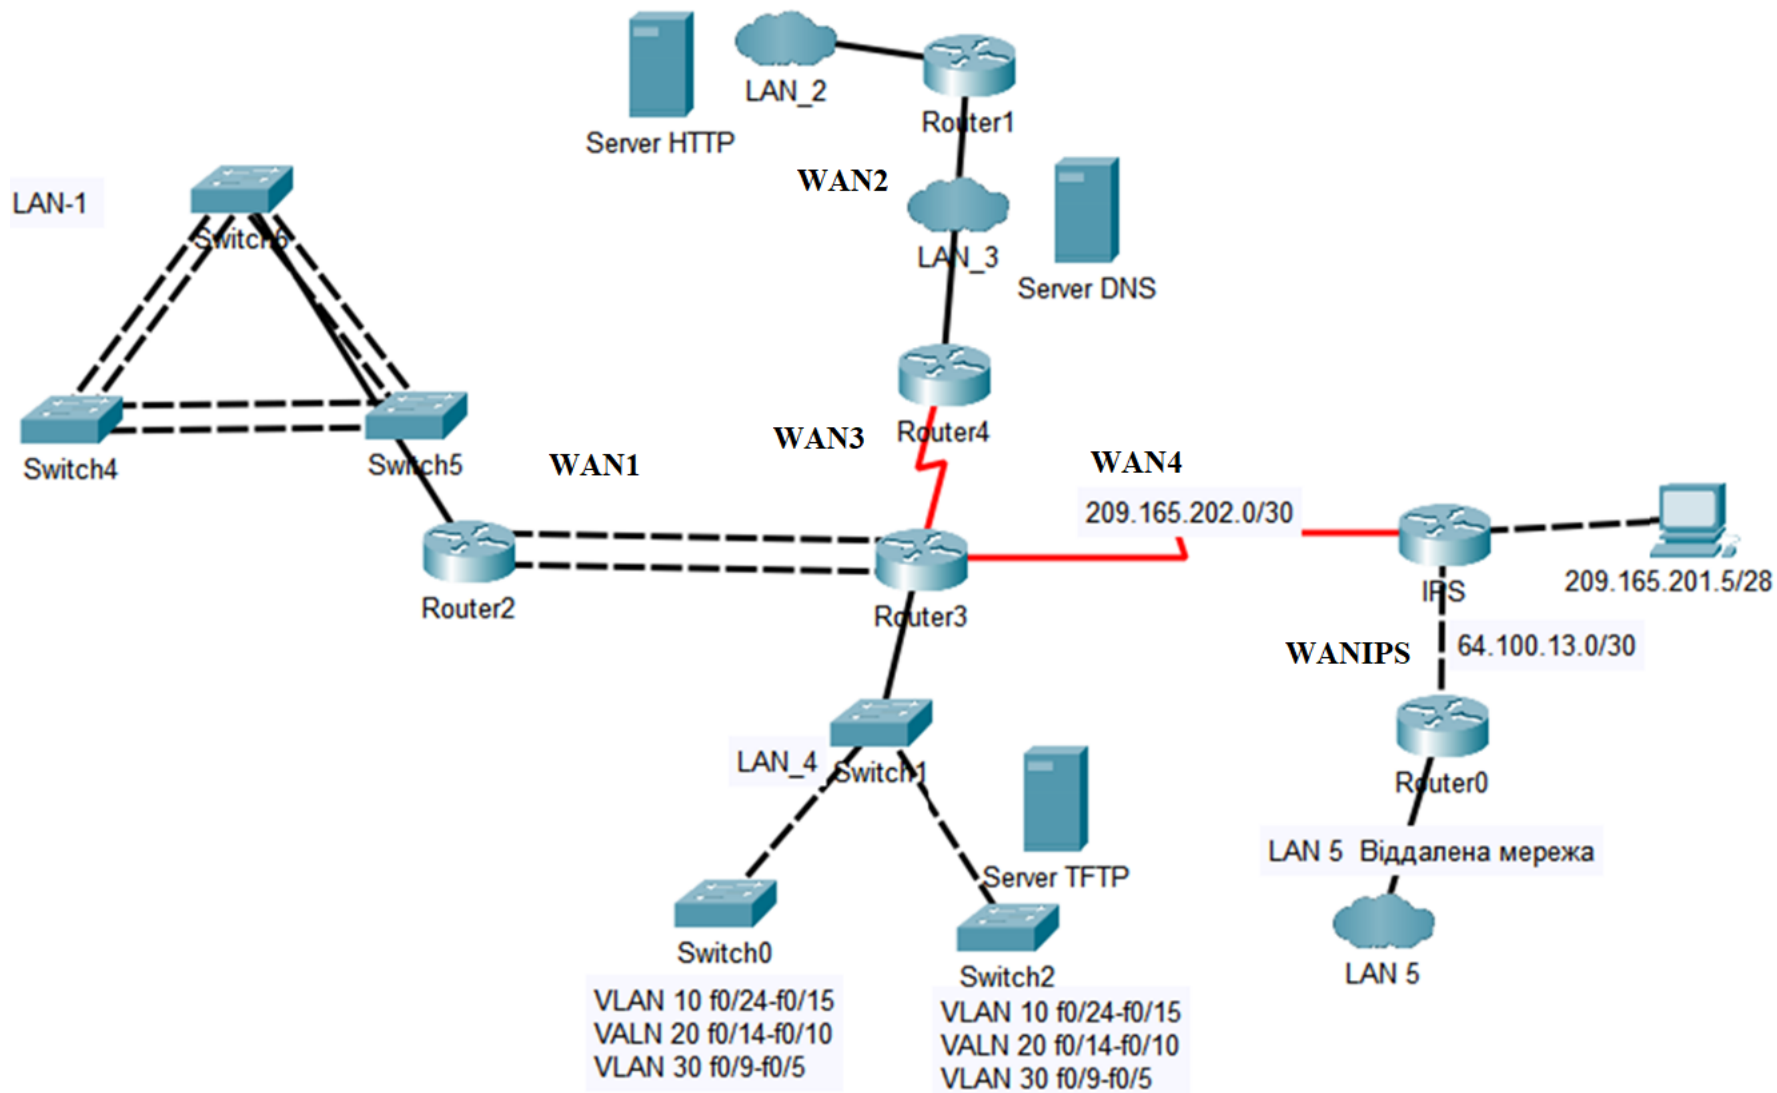 LAN_2
Router1
Server HTTP
WAN2
LAN-1
Switch6
LAN_3
Server DNS
Router4
WAN3
WAN4
209.165.202.0/30
Switch4
Switch5
WAN1
Router2
Router3
IPS
209.165.201.5/28
WANIPS
64.100.13.0/30
LAN_4
Switch1
Router0
Server TFTP
LAN 5 Віддалена мережа
Switch0
Switch2
LAN 5
VLAN 10 f0/24-f0/15
VALN 20 f0/14-f0/10
VLAN 30 f0/9-f0/5
VLAN 10 f0/24-f0/15
VALN 20 f0/14-f0/10
VLAN 30 f0/9-f0/5